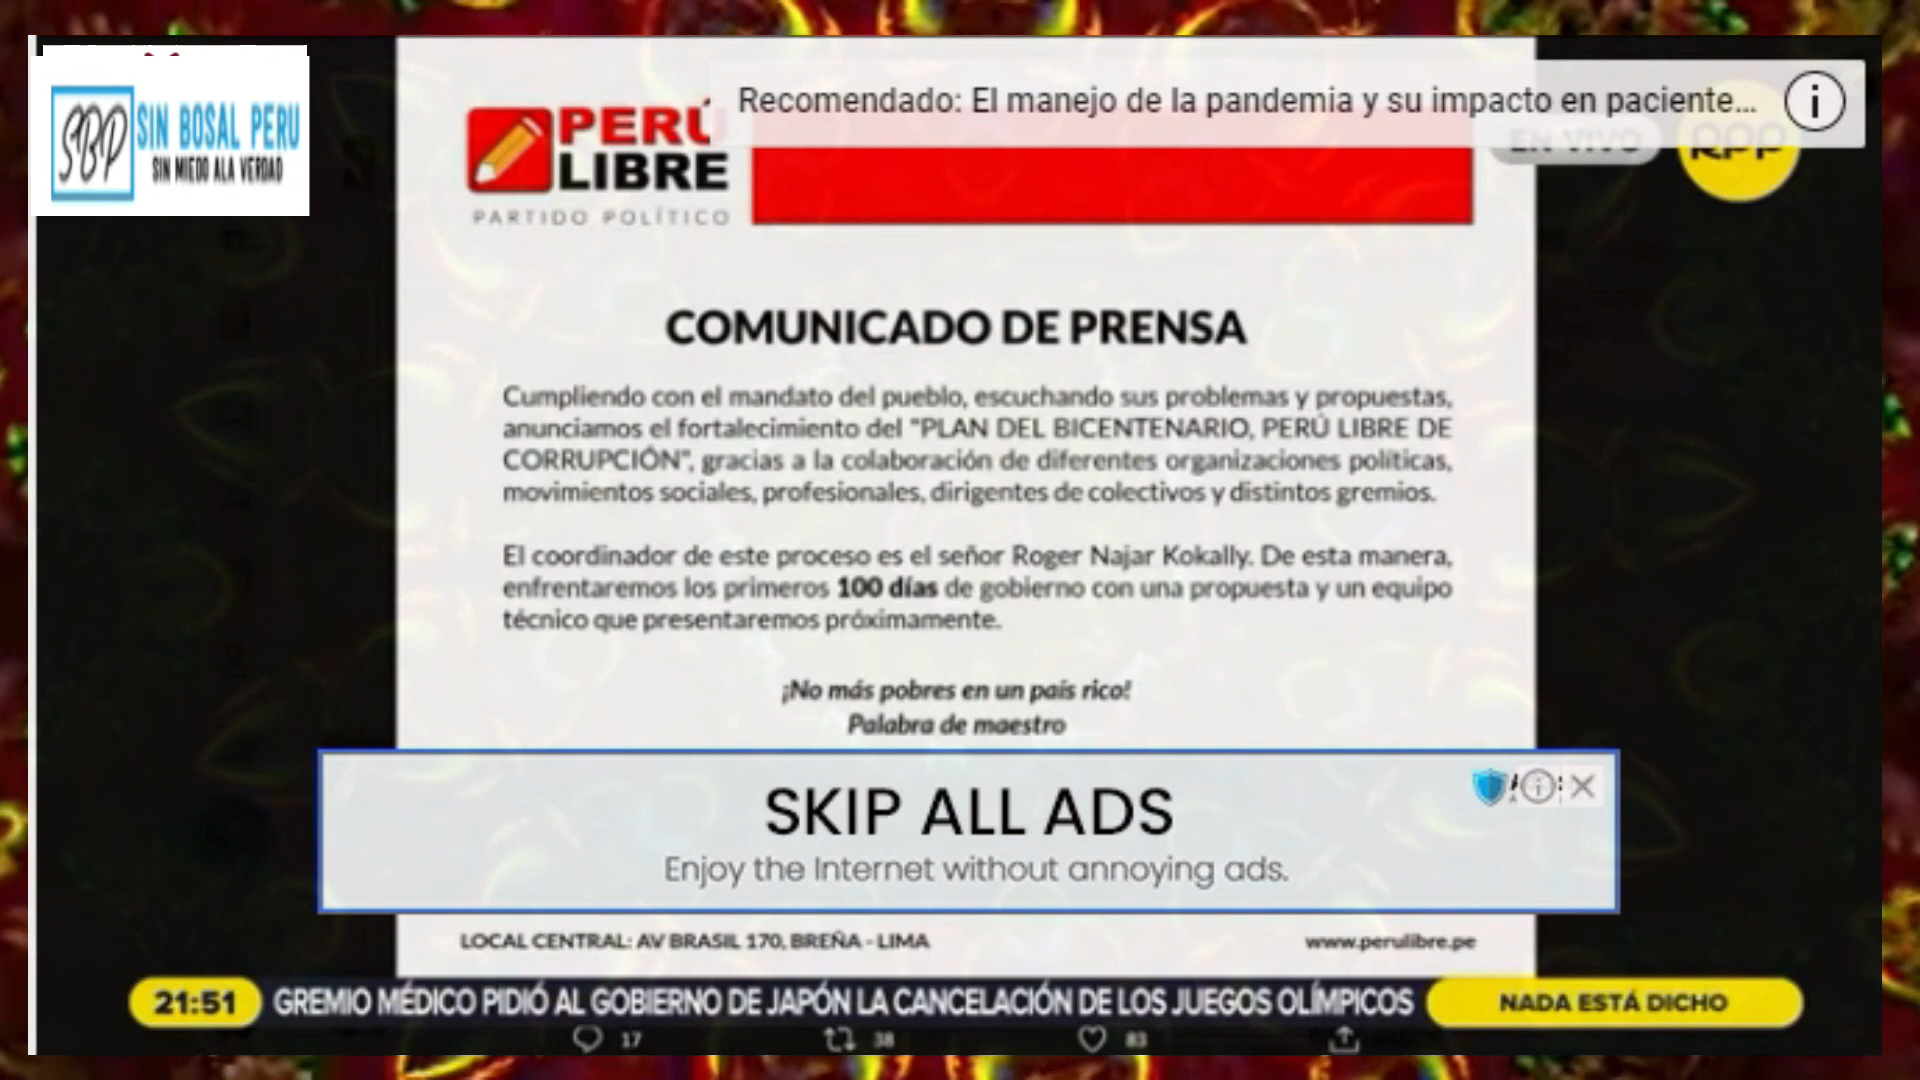 SBP SIN BOSAL PERU
SIN MIEDO ALA VERDAD
Recomendado: El manejo de la pandemia y su impacto en paciente...
EN VIVO
RPP
PERÚ
LIBRE
PARTIDO POLÍTICO
COMUNICADO DE PRENSA
Cumpliendo con el mandato del pueblo, escuchando sus problemas y propuestas,
anunciamos el fortalecimiento del "PLAN DEL BICENTENARIO, PERÚ LIBRE DE
CORRUPCIÓN", gracias a la colaboración de diferentes organizaciones políticas,
movimientos sociales, profesionales, dirigentes de colectivos y distintos gremios.
El coordinador de este proceso es el señor Roger Najar Kokally. De esta manera,
enfrentaremos los primeros 100 días de gobierno con una propuesta y un equipo
técnico que presentaremos próximamente.
¡No más pobres en un país rico!
Palabra de maestro
SKIP ALL ADS
Enjoy the Internet without annoying ads.
LOCAL CENTRAL: AV BRASIL 170, BREÑA - LIMA
www.perulibre.pe
21:51
GREMIO MÉDICO PIDIÓ AL GOBIERNO DE JAPÓN LA CANCELACIÓN DE LOS JUEGOS OLÍMPICOS
NADA ESTÁ DICHO
17
38
83